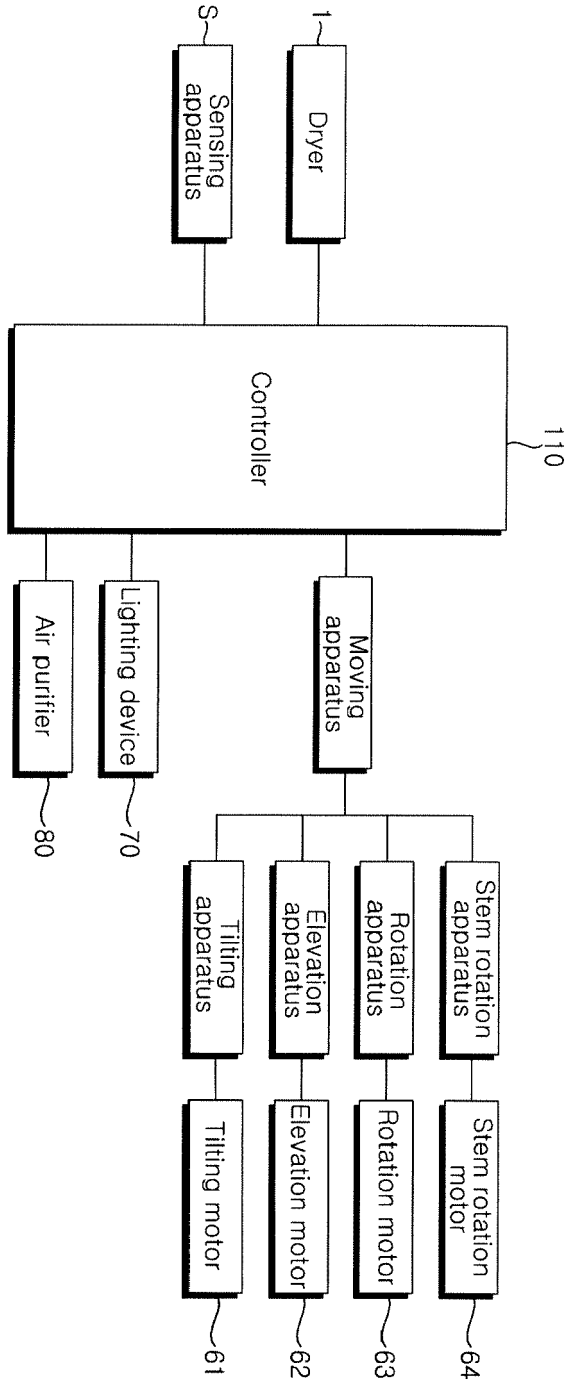 110
1
Dryer
S
Sensing
apparatus
Controller
Moving
apparatus
Lighting device
70
Air purifier
80
Stem rotation
apparatus
Stem rotation
motor
64
Rotation
apparatus
Rotation motor
63
Elevation
apparatus
Elevation motor
62
Tilting
apparatus
Tilting motor
61